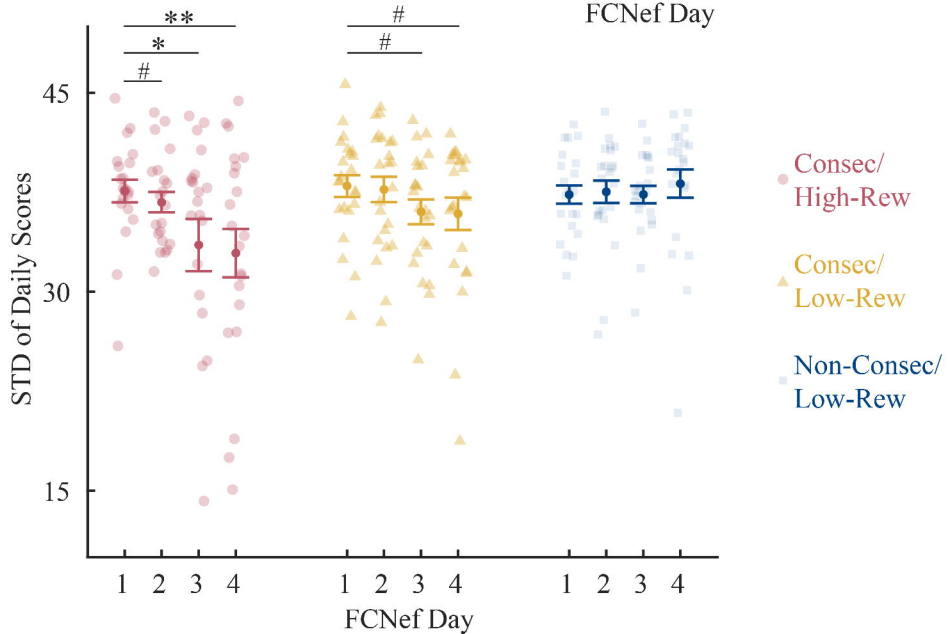 FCNef Day
**
*
#
#
#
45
30
15
STD of Daily Scores
1 2 3 4 1 2 3 4 1 2 3 4
FCNef Day
Consec/
High-Rew
Consec/
Low-Rew
Non-Consec/
Low-Rew